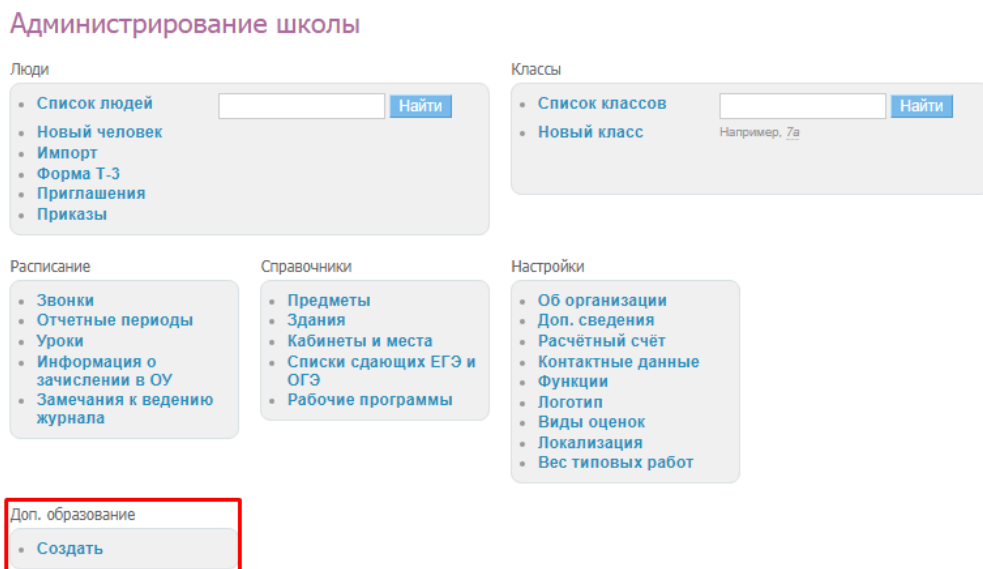 Администрирование школы
Люди
Список людей
Найти
Новый человек
Импорт
Форма Т-3
Приглашения
Приказы
Классы
Список классов
Найти
Новый класс
Например, 7а
Расписание
Звонки
Отчетные периоды
Уроки
Информация о
зачислении в ОУ
Замечания к ведению
журнала
Справочники
Предметы
Здания
Кабинеты и места
Списки сдающих ЕГЭ и
ОГЭ
Рабочие программы
Настройки
Об организации
Доп. сведения
Расчётный счёт
Контактные данные
Функции
Логотип
Виды оценок
Локализация
Вес типовых работ
Доп. образование
Создать